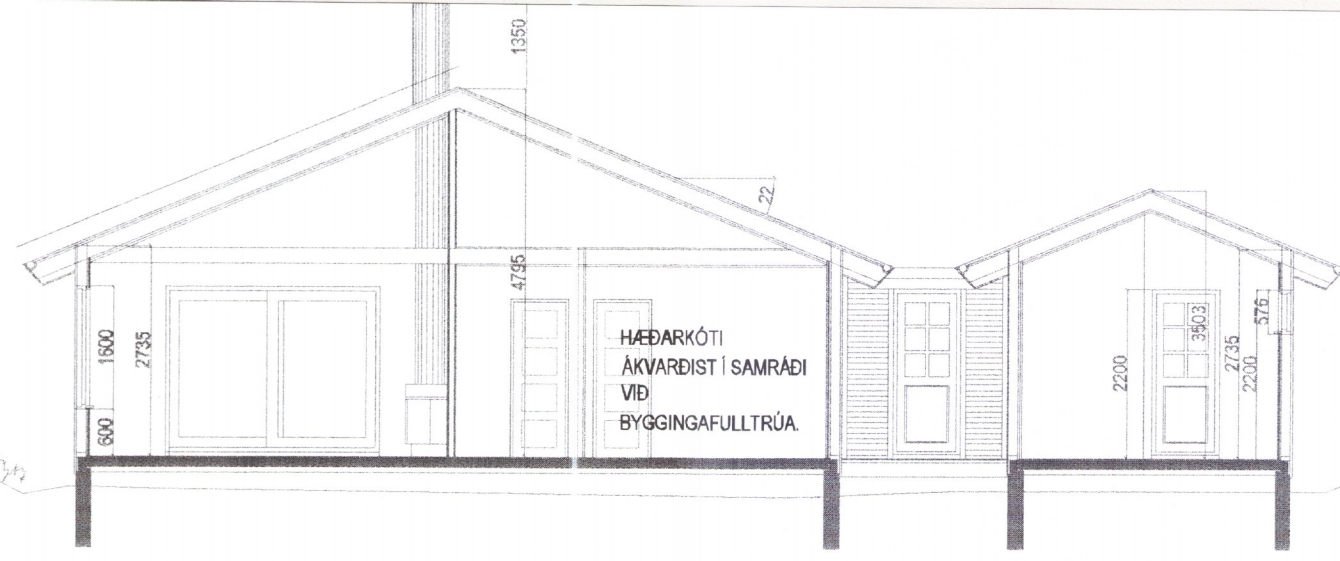 1350
22
4795
1600
2735
600
HÆÐARKÓTI
ÁKVARÐIST Í SAMRÁÐI
VIÐ
BYGGINGAFULLTRÚA.
2200
3503
2735
2200
576